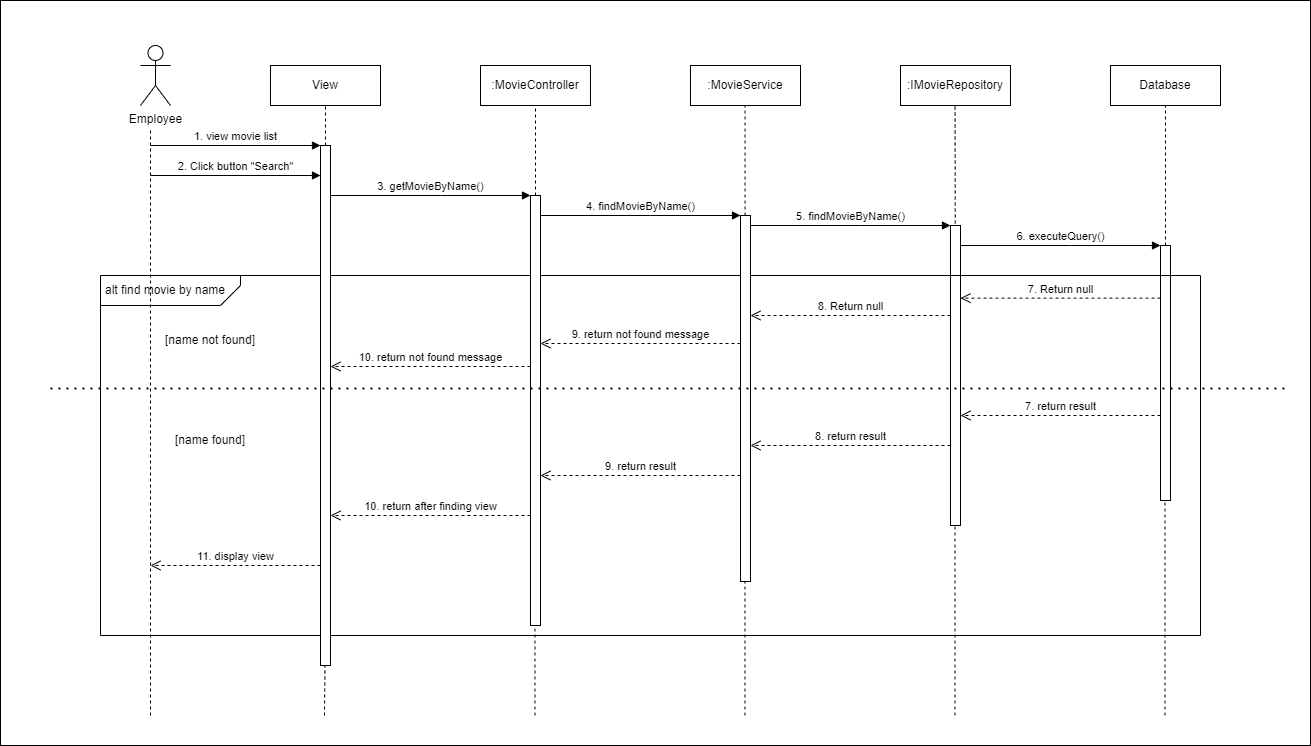 View
:MovieController
:MovieService
:IMovieRepository
Database
Employee
1. view movie list
2. Click button "Search"
3. getMovieByName()
4. findMovieByName()
5. findMovieByName()
6. executeQuery()
alt find movie by name
7. Return null
8. Return null
[name not found]
9. return not found message
10. return not found message
7. return result
8. return result
[name found]
9. return result
10. return after finding view
11. display view